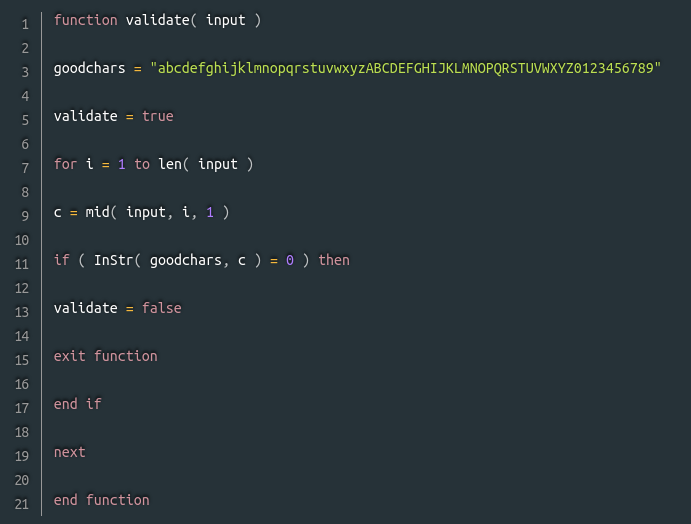 1 function validate( input )
2
3 goodchars = "abcdefghijklmnopqrstuvwxyzABCDEFGHIJKLMNOPQRSTUVWXYZ0123456789"
4
5 validate = true
6
7 for i = 1 to len( input )
8
9 c = mid( input, i, 1 )
10
11 if ( InStr( goodchars, c ) = 0 ) then
12
13 validate = false
14
15 exit function
16
17 end if
18
19 next
20
21 end function